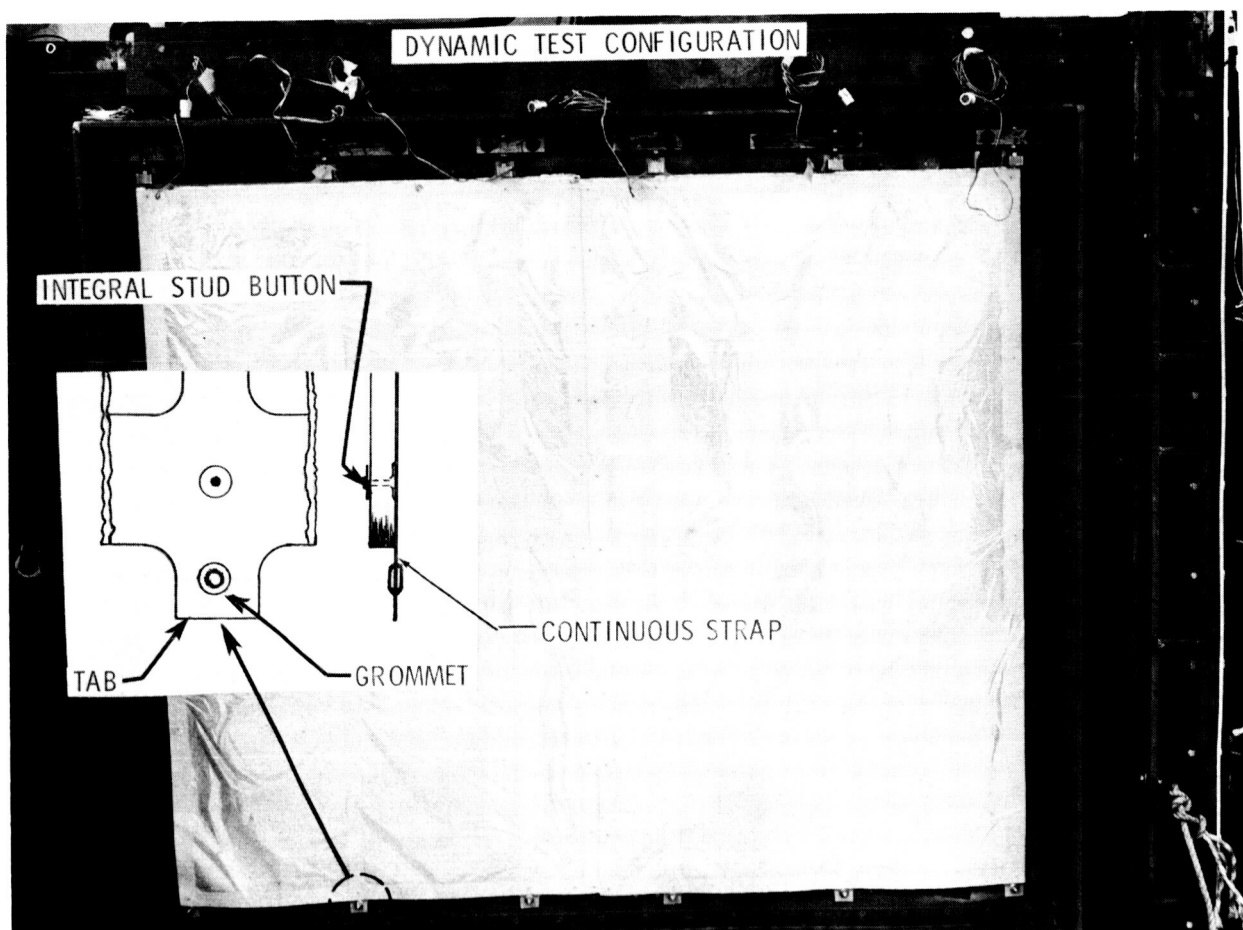 DYNAMIC TEST CONFIGURATION
INTEGRAL STUD BUTTON
CONTINUOUS STRAP
GROMMET
TAB